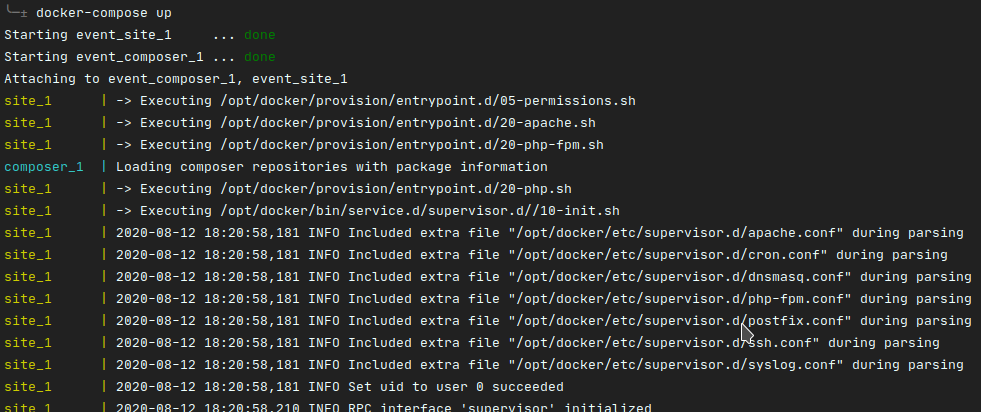 ╰─± docker-compose up
Starting event_site_1     ... done
Starting event_composer_1 ... done
Attaching to event_composer_1, event_site_1
site_1      | -> Executing /opt/docker/provision/entrypoint.d/05-permissions.sh
site_1      | -> Executing /opt/docker/provision/entrypoint.d/20-apache.sh
site_1      | -> Executing /opt/docker/provision/entrypoint.d/20-php-fpm.sh
composer_1  | Loading composer repositories with package information
site_1      | -> Executing /opt/docker/provision/entrypoint.d/20-php.sh
site_1      | -> Executing /opt/docker/bin/service.d/supervisor.d//10-init.sh
site_1      | 2020-08-12 18:20:58,181 INFO Included extra file "/opt/docker/etc/supervisor.d/apache.conf" during parsing
site_1      | 2020-08-12 18:20:58,181 INFO Included extra file "/opt/docker/etc/supervisor.d/cron.conf" during parsing
site_1      | 2020-08-12 18:20:58,181 INFO Included extra file "/opt/docker/etc/supervisor.d/dnsmasq.conf" during parsing
site_1      | 2020-08-12 18:20:58,181 INFO Included extra file "/opt/docker/etc/supervisor.d/php-fpm.conf" during parsing
site_1      | 2020-08-12 18:20:58,181 INFO Included extra file "/opt/docker/etc/supervisor.d/postfix.conf" during parsing
site_1      | 2020-08-12 18:20:58,181 INFO Included extra file "/opt/docker/etc/supervisor.d/ssh.conf" during parsing
site_1      | 2020-08-12 18:20:58,181 INFO Included extra file "/opt/docker/etc/supervisor.d/syslog.conf" during parsing
site_1      | 2020-08-12 18:20:58,181 INFO Set uid to user 0 succeeded
site_1      | 2020-08-12 18:20:58,210 INFO RPC interface 'supervisor' initialized